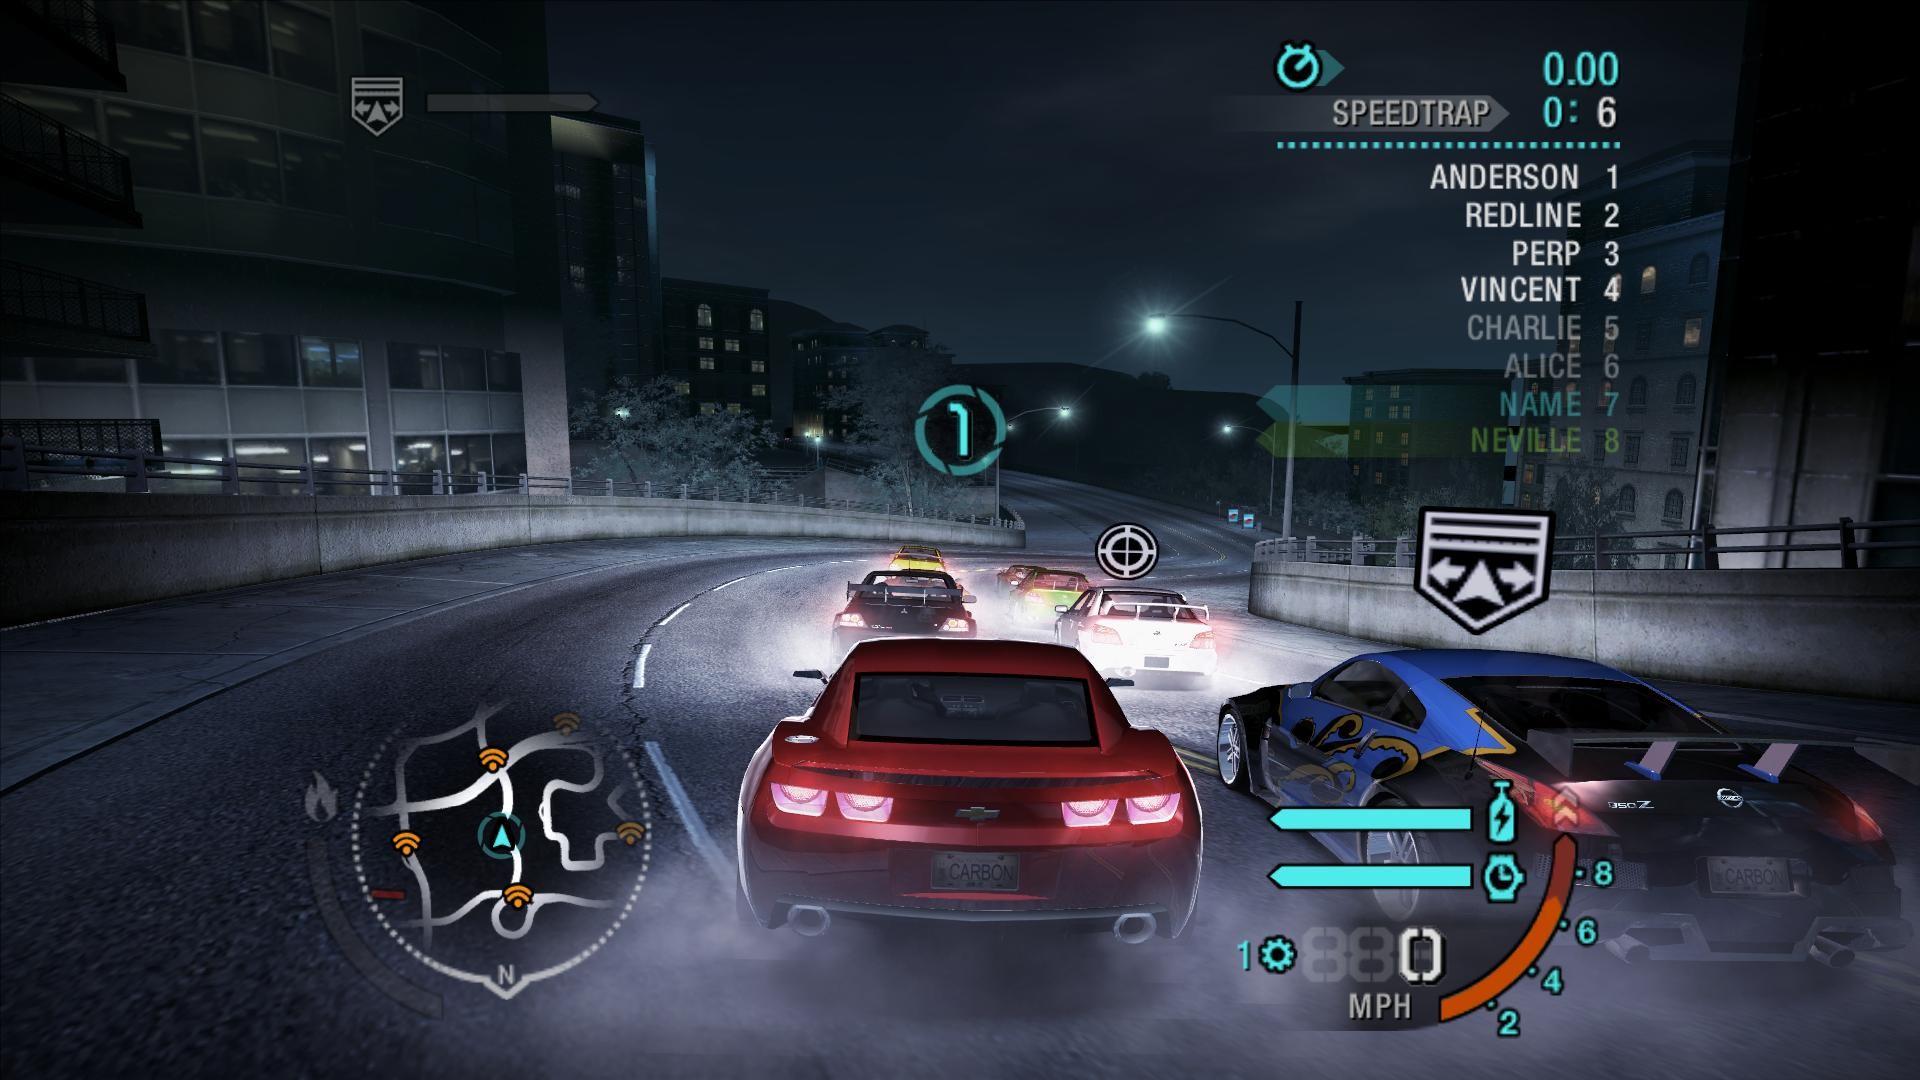 0.00
SPEEDTRAP 0: 6
ANDERSON 1
REDLINE 2
PERP 3
VINCENT 4
CHARLIE 5
ALICE 6
NAME 7
NEVILLE 8
1
350Z
CARBON
CARBON
8
6
4
2
1 0
MPH
N